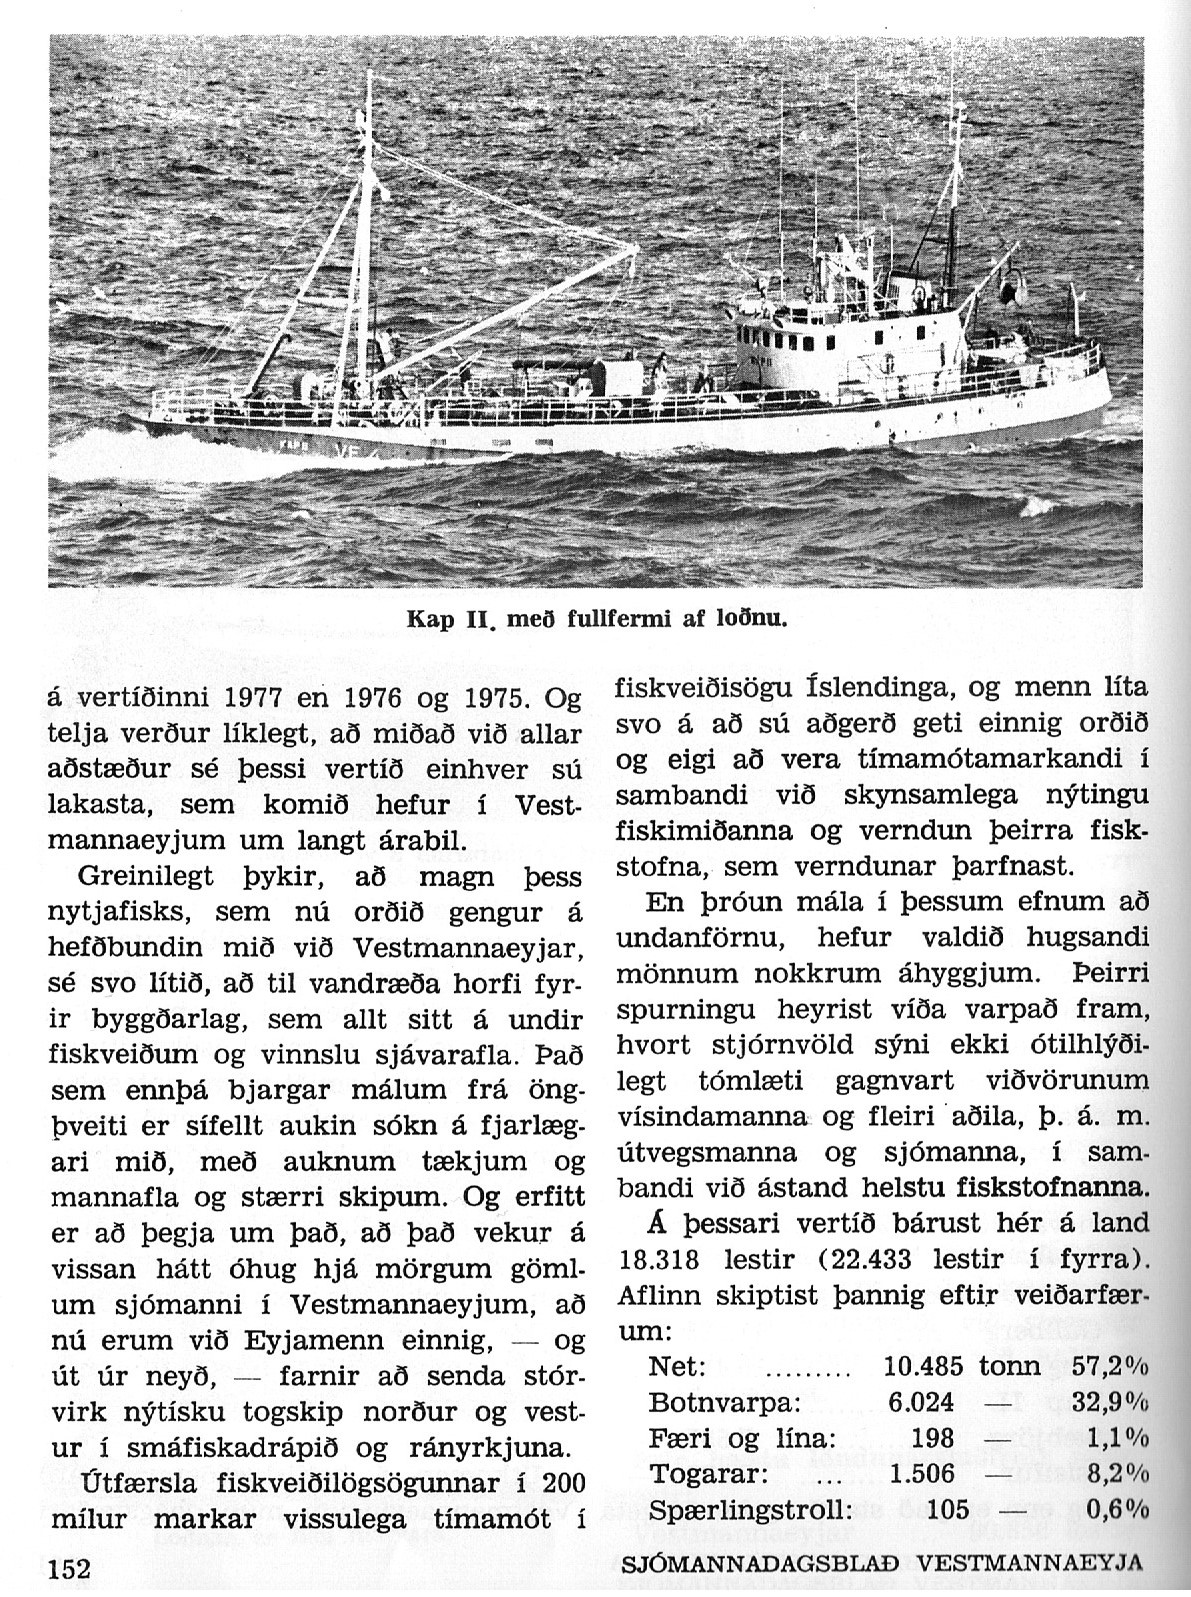 KAP II
KAP II
VE 4
Kap II. með fullfermi af loðnu.
á vertíðinni 1977 en 1976 og 1975. Og
telja verður líklegt, að miðað við allar
aðstæður sé þessi vertíð einhver sú
lakasta, sem komið hefur í Vest-
mannaeyjum um langt árabil.
Greinilegt þykir, að magn þess
nytjafisks, sem nú orðið gengur á
hefðbundin mið við Vestmannaeyjar,
sé svo lítið, að til vandræða horfi fyr-
ir byggðarlag, sem allt sitt á undir
fiskveiðum og vinnslu sjávarafla. Það
sem ennþá bjargar málum frá öng-
þveiti er sífellt aukin sókn á fjarlæg-
ari mið, með auknum tækjum og
mannafla og stærri skipum. Og erfitt
er að þegja um það, að það vekur á
vissan hátt óhug hjá mörgum göml-
um sjómanni í Vestmannaeyjum, að
nú erum við Eyjamenn einnig, — og
út úr neyð, — farnir að senda stór-
virk nýtísku togskip norður og vest-
ur í smáfiskadrápið og rányrkjuna.
Útfærsla fiskveiðilögsögunnar í 200
mílur markar vissulega tímamót í
fiskveiðisögu Íslendinga, og menn líta
svo á að sú aðgerð geti einnig orðið
og eigi að vera tímamótamarkandi í
sambandi við skynsamlega nýtingu
fiskimiðanna og verndun þeirra fisk-
stofna, sem verndunar þarfnast.
En þróun mála í þessum efnum að
undanförnu, hefur valdið hugsandi
mönnum nokkrum áhyggjum. Þeirri
spurningu heyrist víða varpað fram,
hvort stjórnvöld sýni ekki ótilhlýði-
legt tómlæti gagnvart viðvörunum
vísindamanna og fleiri aðila, þ. á. m.
útvegsmanna og sjómanna, í sam-
bandi við ástand helstu fiskstofnanna.
Á þessari vertíð bárust hér á land
18.318 lestir (22.433 lestir í fyrra).
Aflinn skiptist þannig eftir veiðarfær-
um:
Net: ......... 10.485 tonn 57,2%
Botnvarpa: 6.024 — 32,9%
Færi og lína: 198 — 1,1%
Togarar: ... 1.506 — 8,2%
Spærlingstroll: 105 — 0,6%
152
SJÓMANNADAGSBLAÐ VESTMANNAEYJA